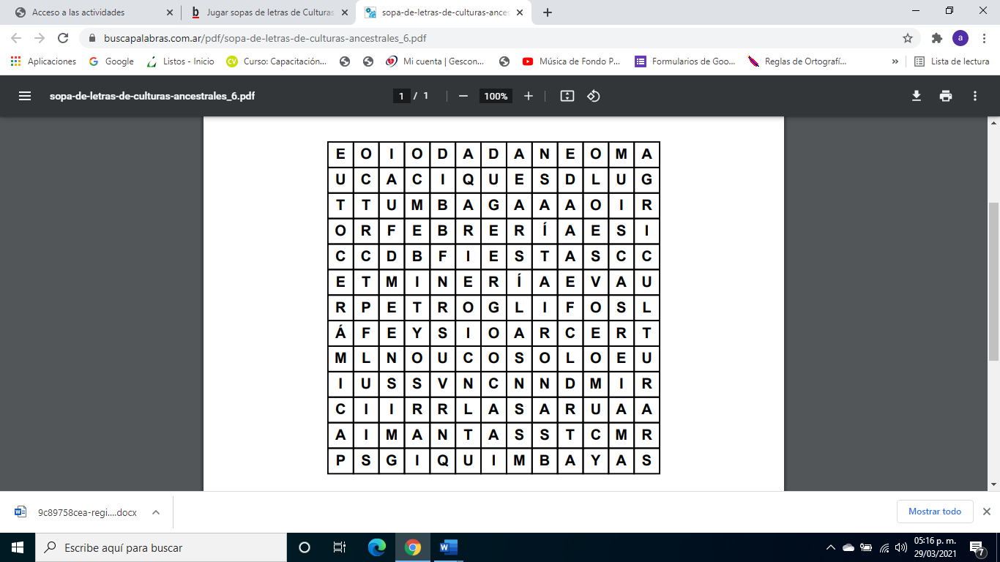 Acceso a las actividades
Jugar sopas de letras de Culturas
sopa-de-letras-de-culturas-ances
buscapalabras.com.ar/pdf/sopa-de-letras-de-culturas-ancestrales_6.pdf
a
Aplicaciones Google Listos - Inicio CV Curso: Capacitación... Mi cuenta | Gescon... Música de Fondo P... Formularios de Goo... Reglas de Ortografí... » Lista de lectura
sopa-de-letras-de-culturas-ancestrales_6.pdf 1 / 1 100%
E O I O D A D A N E O M A
U C A C I Q U E S D L U G
T T U M B A G A A A O I R
O R F E B R E R Í A E S I
C C D B F I E S T A S C C
E T M I N E R Í A E V A U
R P E T R O G L I F O S L
Á F E Y S I O A R C E R T
M L N O U C O S O L O E U
I U S S V N C N N D M I R
C I I R R L A S A R U A A
A I M A N T A S S T C M R
P S G I Q U I M B A Y A S
9c89758cea-regi....docx
Mostrar todo
Escribe aquí para buscar
05:16 p. m.
29/03/2021
7